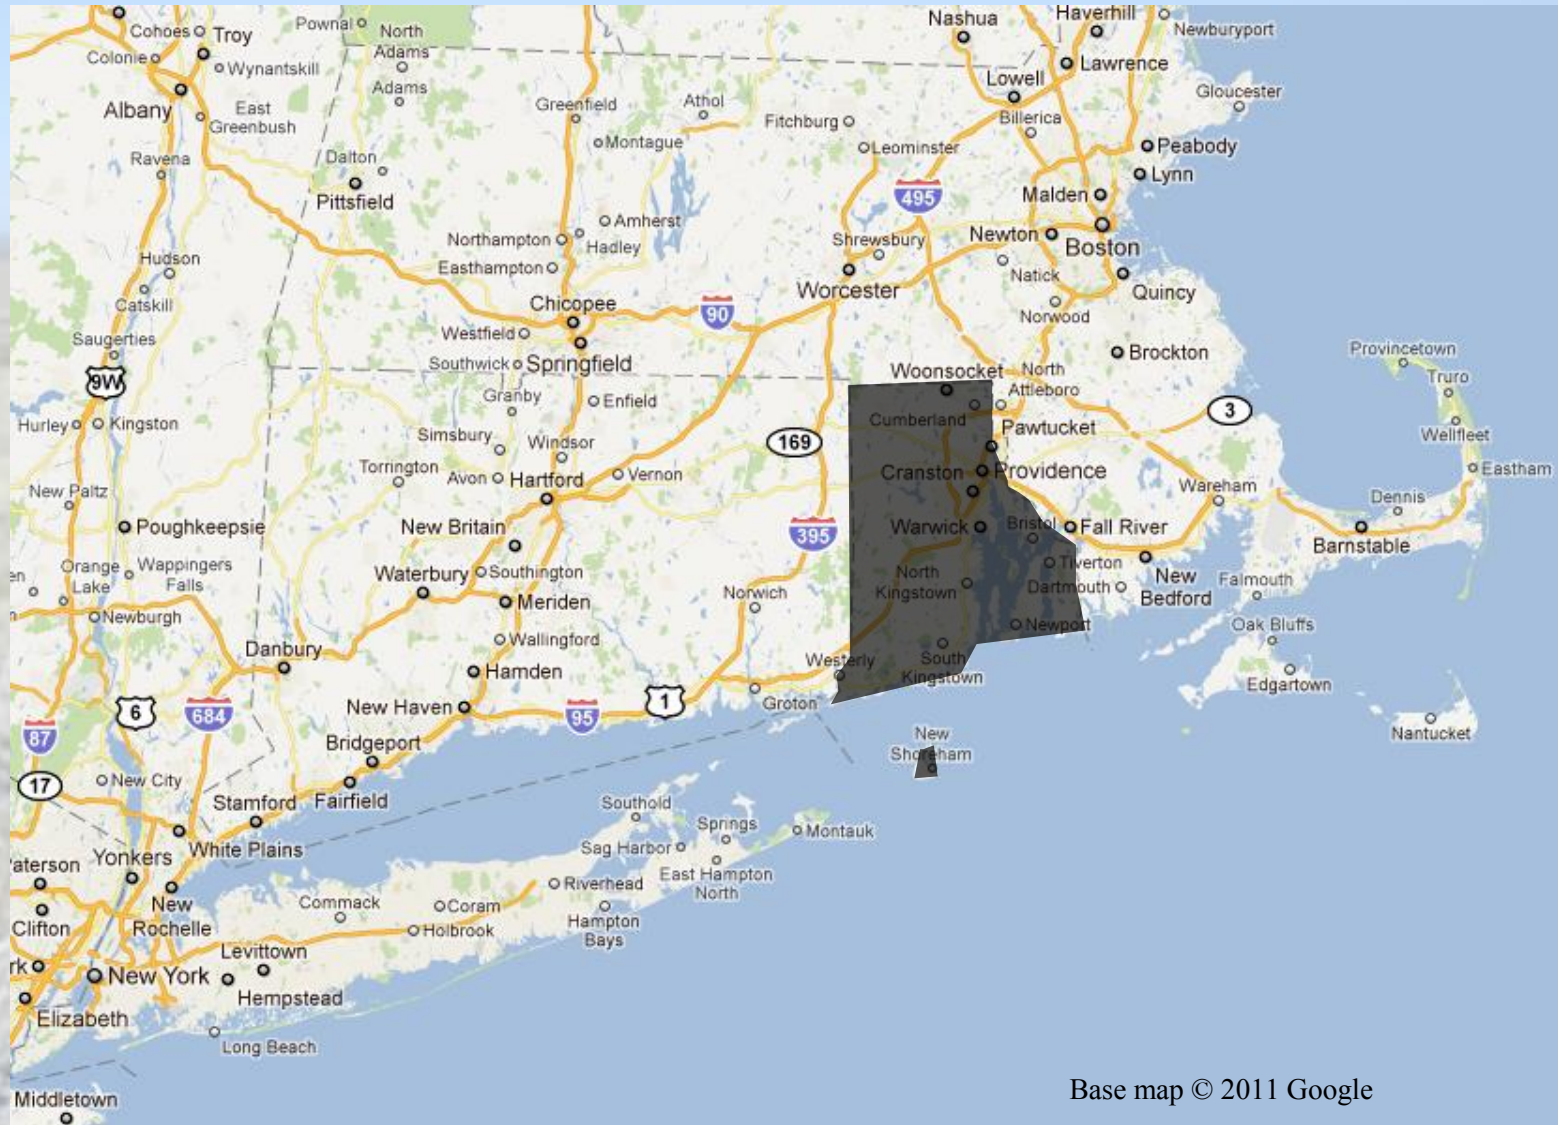 Pownal
North
Adams
Cohoes
Troy
Colonie
Wynantskill
Albany
East
Greenbush
Adams
Ravena
Dalton
Pittsfield
Greenfield
Montague
Athol
Fitchburg
Leominster
Nashua
Haverhill
Newburyport
Lawrence
Lowell
Billerica
Gloucester
Peabody
Lynn
Malden
495
Newton
Boston
Natick
Quincy
Norwood
Shrewsbury
Worcester
Amherst
Northampton
Hadley
Easthampton
Hudson
Catskill
Saugerties
9W
Hurley
Kingston
Chicopee
90
Westfield
Southwick
Springfield
Granby
Enfield
Simsbury
Windsor
Torrington
Avon
Hartford
Vernon
169
Brockton
Woonsocket
North
Attleboro
Cumberland
Pawtucket
Cranston
Providence
3
Provincetown
Truro
Wellfleet
Eastham
Dennis
Wareham
Barnstable
New Paltz
Poughkeepsie
New Britain
395
Warwick
Bristol
Fall River
Tiverton
Dartmouth
New
Bedford
Falmouth
Orange
Lake
Wappingers
Falls
Newburgh
Waterbury
Southington
Meriden
Norwich
North
Kingstown
Newport
Oak Bluffs
Edgartown
Nantucket
Wallingford
Danbury
Hamden
Westerly
South
Kingstown
Groton
1
95
New Haven
6
684
87
17
Bridgeport
Fairfield
Stamford
New City
New
Shoreham
Southold
Springs
Montauk
Sag Harbor
East Hampton
North
White Plains
Yonkers
aterson
New
Rochelle
Clifton
rk
New York
Elizabeth
Commack
Coram
Holbrook
Riverhead
Hampton
Bays
Levittown
Hempstead
Long Beach
Middletown
Base map © 2011 Google